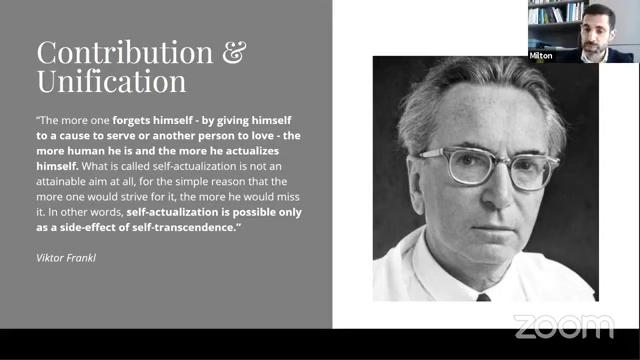 Contribution &
Unification
“The more one forgets himself - by giving himself
to a cause to serve or another person to love - the
more human he is and the more he actualizes
himself. What is called self-actualization is not an
attainable aim at all, for the simple reason that the
more one would strive for it, the more he would miss
it. In other words, self-actualization is possible only
as a side-effect of self-transcendence.”
Viktor Frankl
Milton
zoom